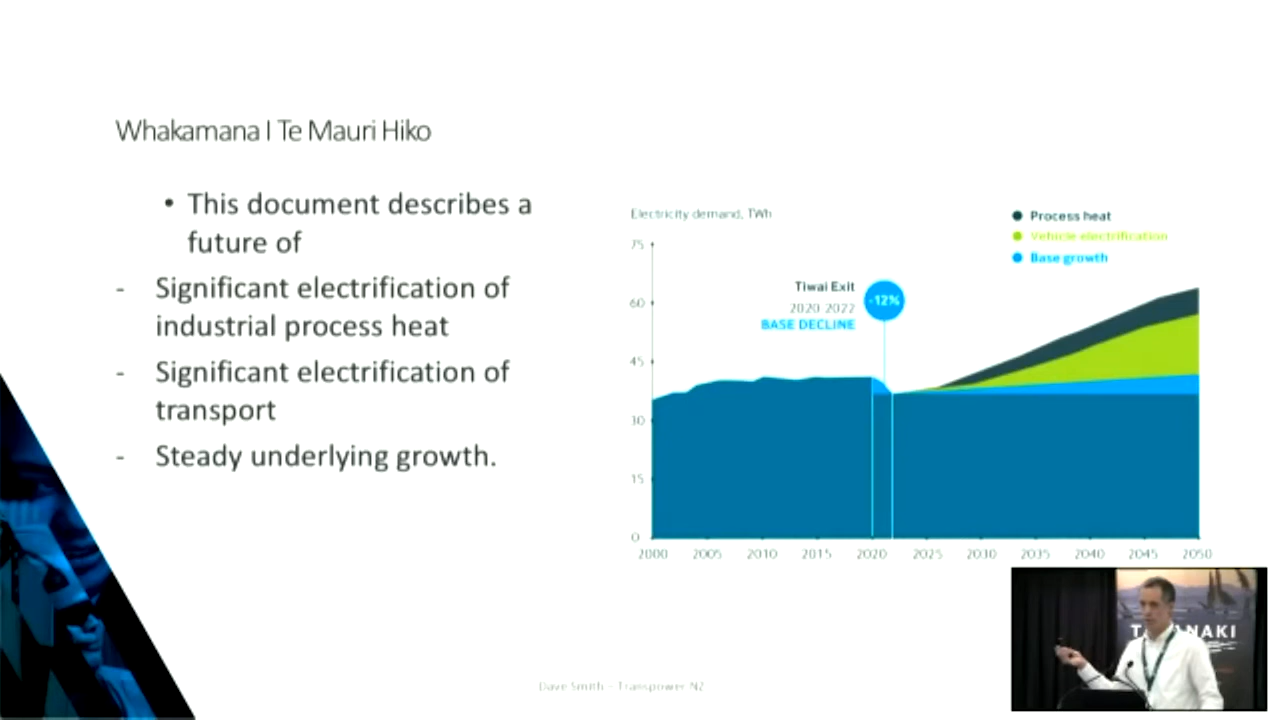 Whakamana I Te Mauri Hiko
• This document describes a
future of
- Significant electrification of
industrial process heat
- Significant electrification of
transport
- Steady underlying growth.
Electricity demand, TWh
Process heat
Vehicle electrification
Base growth
75
60
45
30
15
0
Tiwai Exit
2020-2022
BASE DECLINE
-12%
2000 2005 2010 2015 2020 2025 2030 2035 2040 2045 2050
Dave Smith – Transpower NZ